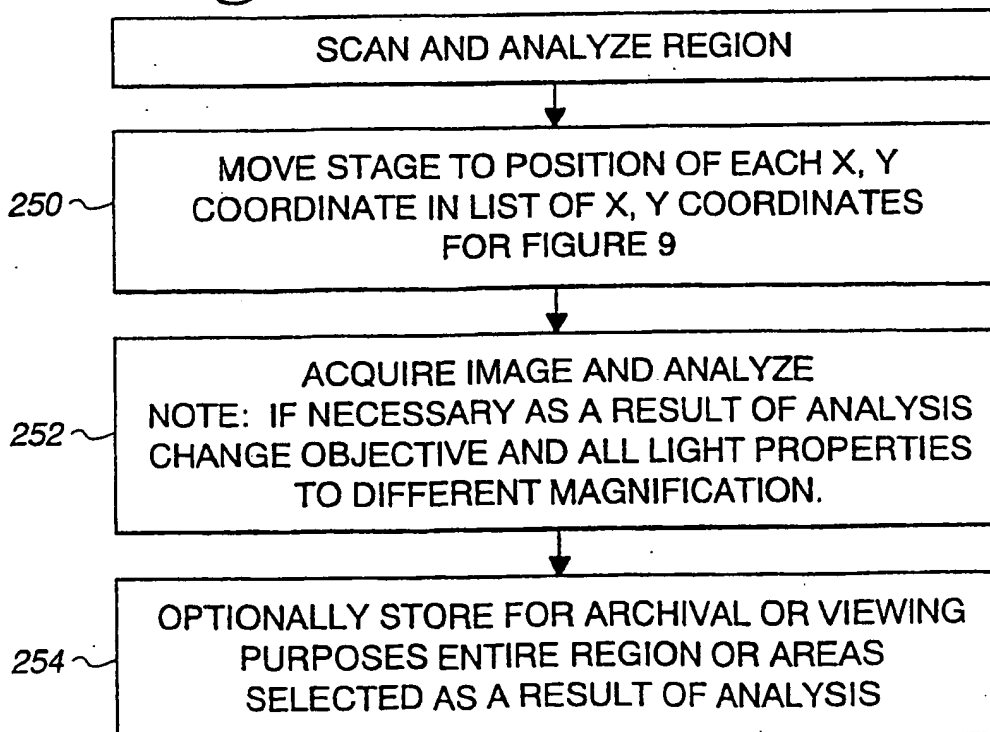 SCAN AND ANALYZE REGION
250
MOVE STAGE TO POSITION OF EACH X, Y
COORDINATE IN LIST OF X, Y COORDINATES
FOR FIGURE 9
252
ACQUIRE IMAGE AND ANALYZE
NOTE: IF NECESSARY AS A RESULT OF ANALYSIS
CHANGE OBJECTIVE AND ALL LIGHT PROPERTIES
TO DIFFERENT MAGNIFICATION.
254
OPTIONALLY STORE FOR ARCHIVAL OR VIEWING
PURPOSES ENTIRE REGION OR AREAS
SELECTED AS A RESULT OF ANALYSIS